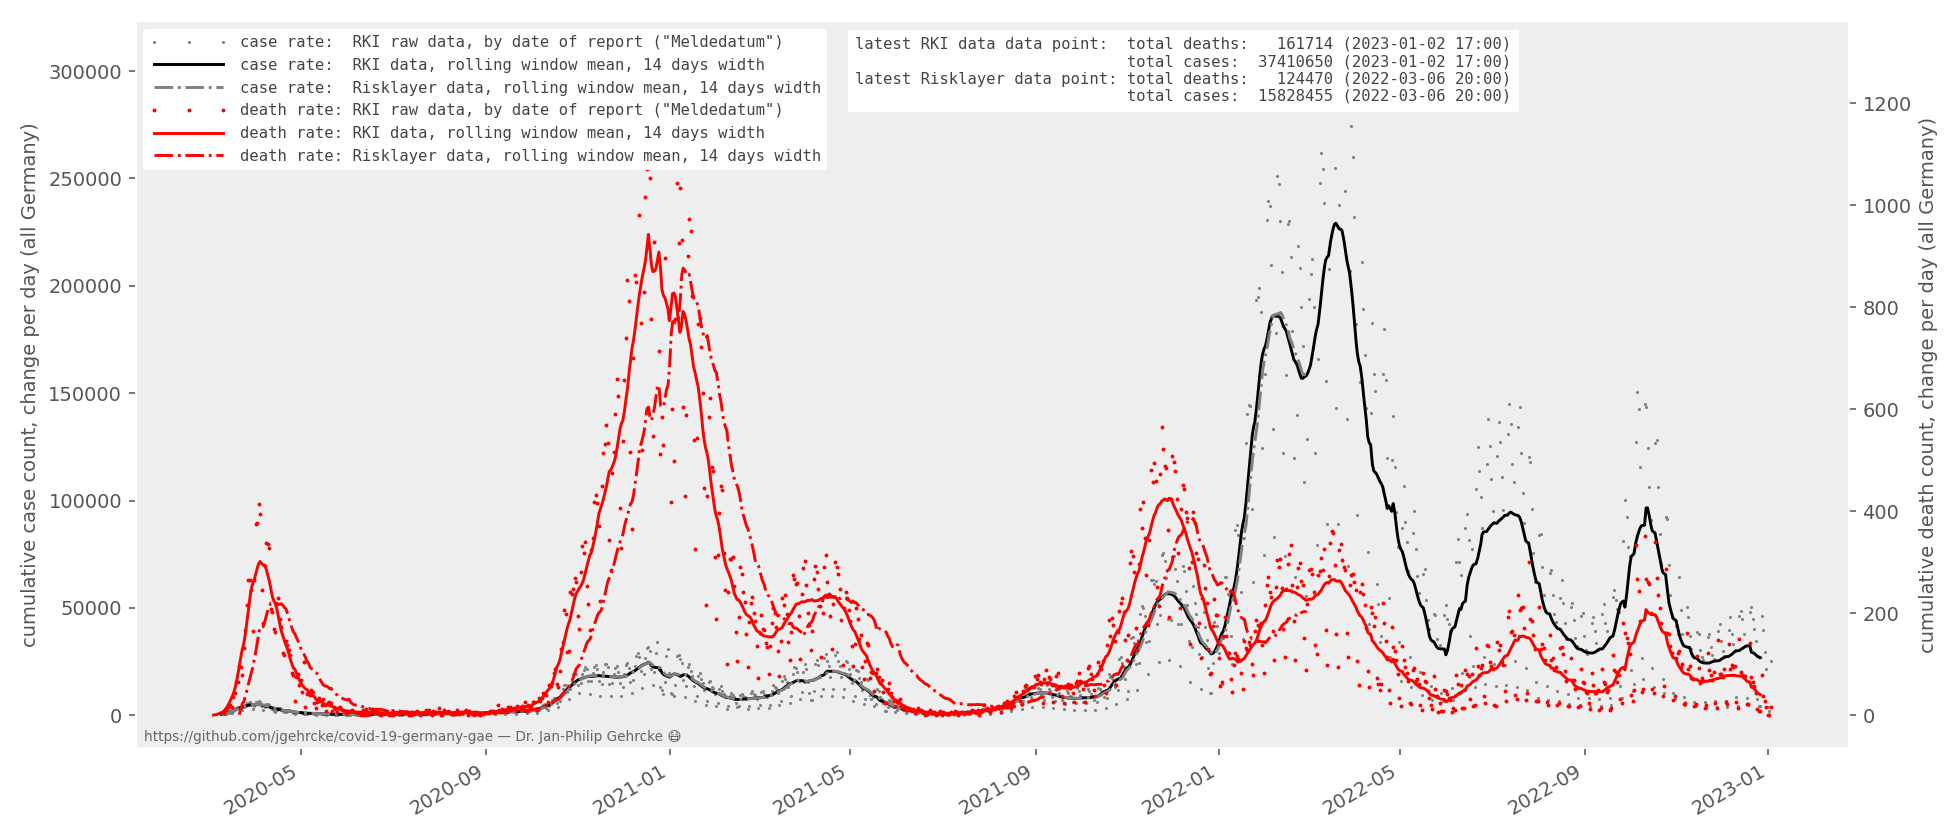 case rate:  RKI raw data, by date of report ("Meldedatum")
case rate:  RKI data, rolling window mean, 14 days width
case rate:  Risklayer data, rolling window mean, 14 days width
death rate: RKI raw data, by date of report ("Meldedatum")
death rate: RKI data, rolling window mean, 14 days width
death rate: Risklayer data, rolling window mean, 14 days width
latest RKI data data point:  total deaths:   161714 (2023-01-02 17:00)
total cases:  37410650 (2023-01-02 17:00)
latest Risklayer data point: total deaths:   124470 (2022-03-06 20:00)
total cases:  15828455 (2022-03-06 20:00)
cumulative case count, change per day (all Germany)
300000
250000
200000
150000
100000
50000
0
1200
1000
800
600
400
200
0
cumulative death count, change per day (all Germany)
https://github.com/jgehrcke/covid-19-germany-gae — Dr. Jan-Philip Gehrcke 😷
2020-05
2020-09
2021-01
2021-05
2021-09
2022-01
2022-05
2022-09
2023-01